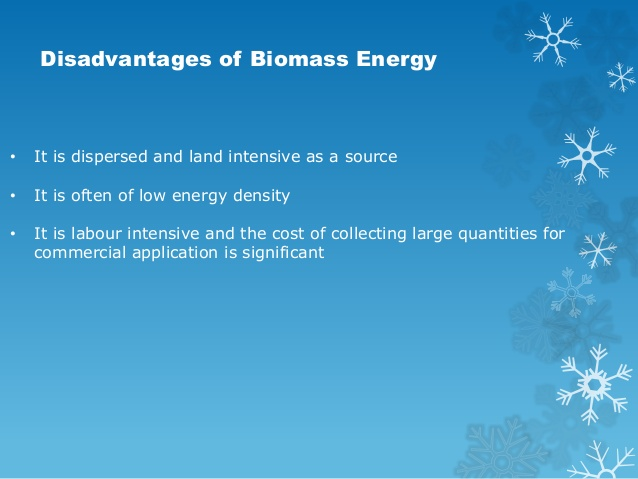 Disadvantages of Biomass Energy
• It is dispersed and land intensive as a source
• It is often of low energy density
• It is labour intensive and the cost of collecting large quantities for
commercial application is significant